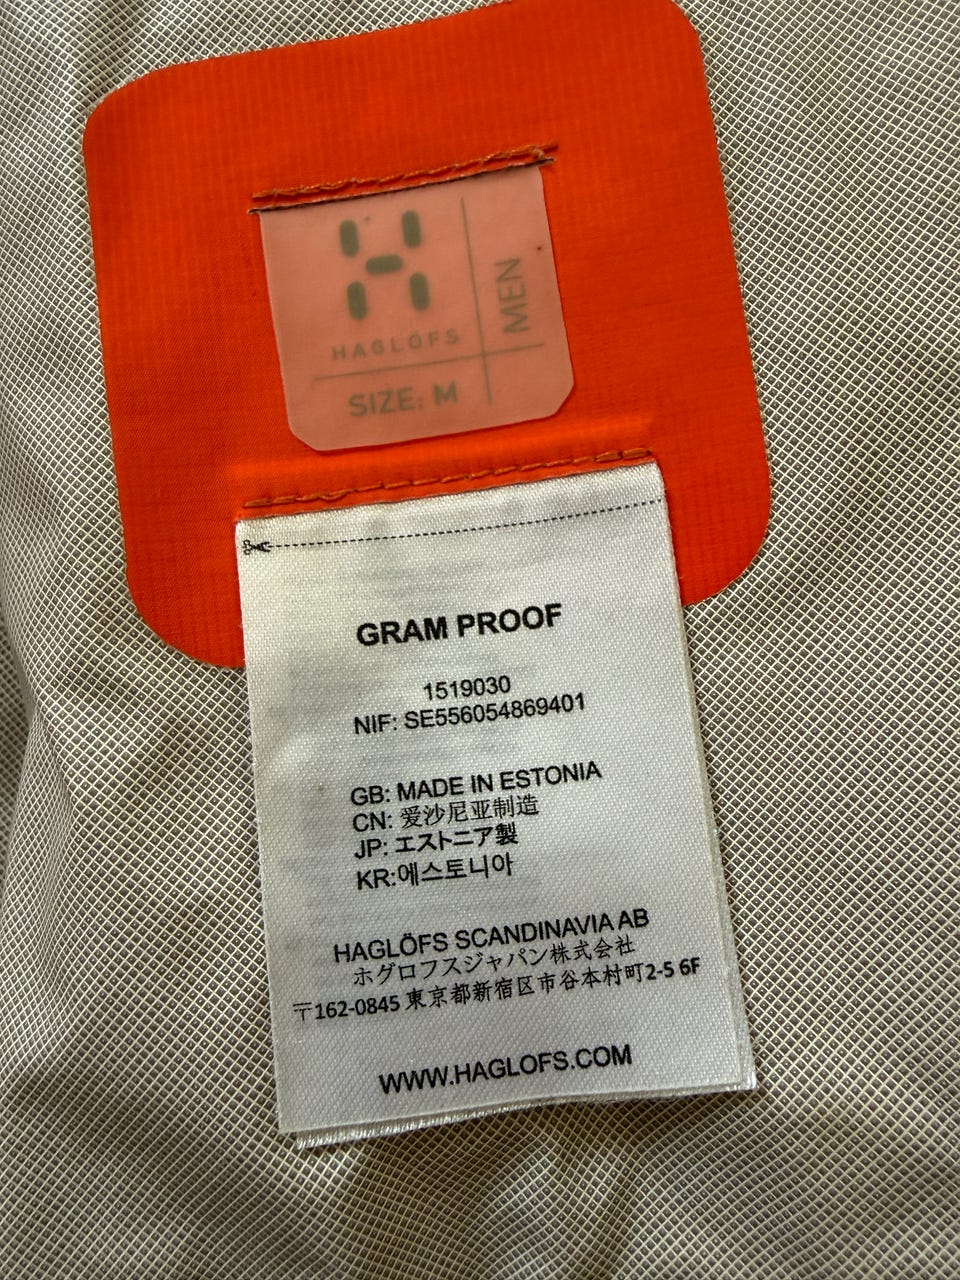 HAGLÖFS
MEN
SIZE: M
GRAM PROOF
1519030
NIF: SE556054869401
GB: MADE IN ESTONIA
CN: 爱沙尼亚制造
JP: エストニア製
KR:에스토니아
HAGLÖFS SCANDINAVIA AB
ホグロフスジャパン株式会社
〒162-0845 東京都新宿区市谷本村町2-5 6F
WWW.HAGLOFS.COM